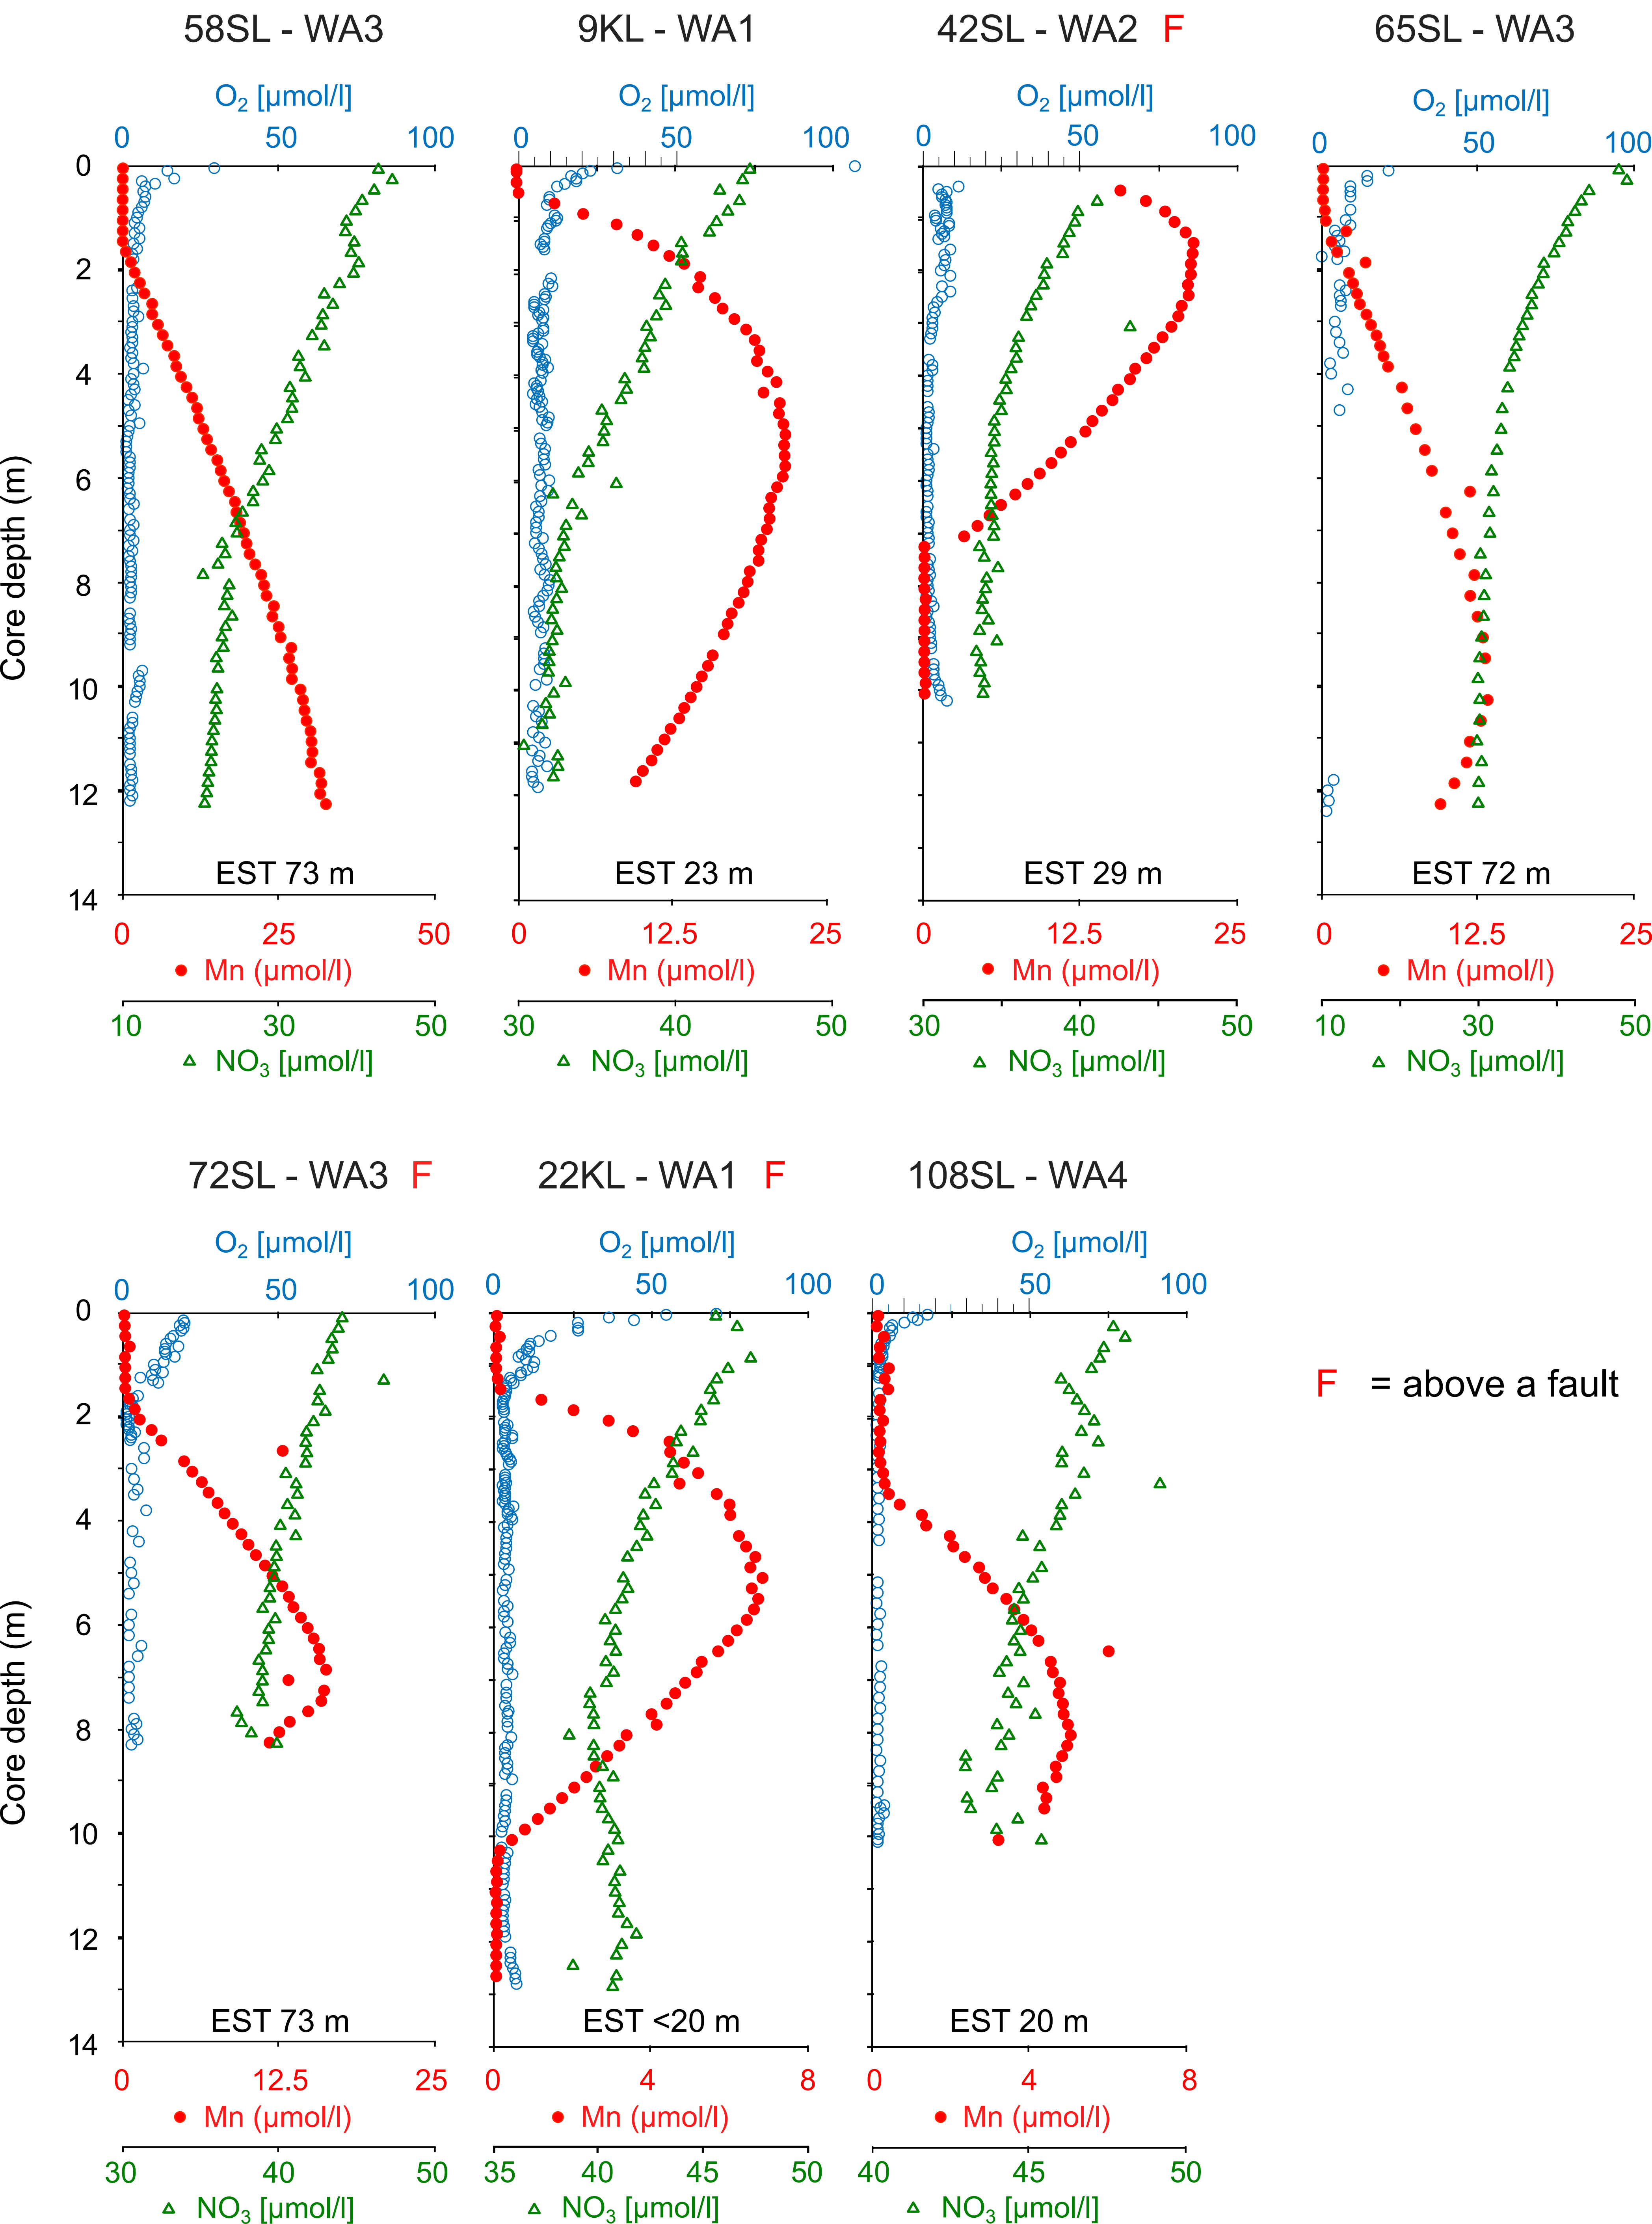 58SL - WA3 9KL - WA1 42SL - WA2 F 65SL - WA3
O2 [µmol/l] O2 [µmol/l] O2 [µmol/l] O2 [µmol/l]
0 50 100 0 50 100 0 50 100 0 50 100
0
2
4
6
8
10
12
14
Core depth (m)
EST 73 m EST 23 m EST 29 m EST 72 m
0 25 50 0 12.5 25 0 12.5 25 0 12.5 25
Mn (µmol/l) Mn (µmol/l) Mn (µmol/l) Mn (µmol/l)
10 30 50 30 40 50 30 40 50 10 30 50
NO3 [µmol/l] NO3 [µmol/l] NO3 [µmol/l] NO3 [µmol/l]
72SL - WA3 F 22KL - WA1 F 108SL - WA4
O2 [µmol/l] O2 [µmol/l] O2 [µmol/l]
0 50 100 0 50 100 0 50 100
0
2
4
6
8
10
12
14
Core depth (m)
F = above a fault
EST 73 m EST <20 m EST 20 m
0 12.5 25 0 4 8 0 4 8
Mn (µmol/l) Mn (µmol/l) Mn (µmol/l)
30 40 50 35 40 45 50 40 45 50
NO3 [µmol/l] NO3 [µmol/l] NO3 [µmol/l]